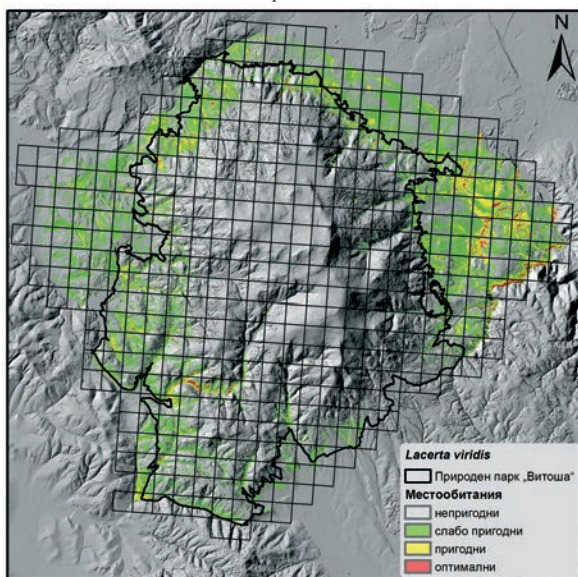 N
Lacerta viridis
Природен парк „Витоша“
Местообитания
непригодни
слабо пригодни
пригодни
оптимални